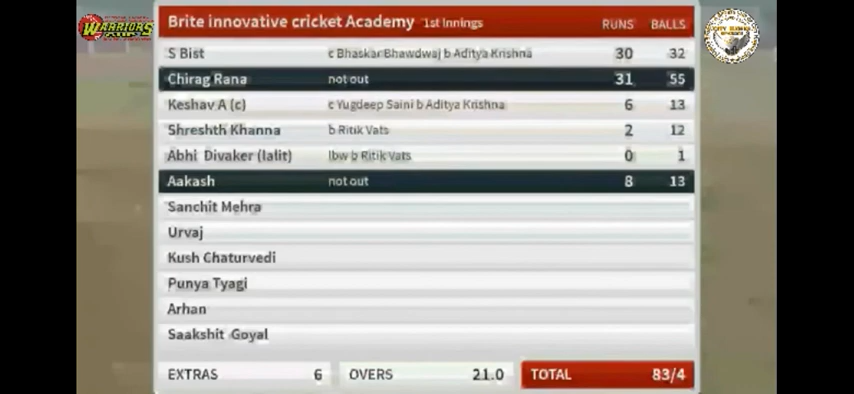 WARRIORS
Brite innovative cricket Academy 1st Innings RUNS BALLS
S Bist c Bhaskar Bhawdwaj b Aditya Krishna 30 32
Chirag Rana not out 31 55
Keshav A (c) c Yugdeep Saini b Aditya Krishna 6 13
Shreshth Khanna b Ritik Vats 2 12
Abhi Divaker (lalit) lbw b Ritik Vats 0 1
Aakash not out 8 13
Sanchit Mehra
Urvaj
Kush Chaturvedi
Punya Tyagi
Arhan
Saakshit Goyal
EXTRAS 6 OVERS 21.0 TOTAL 83/4